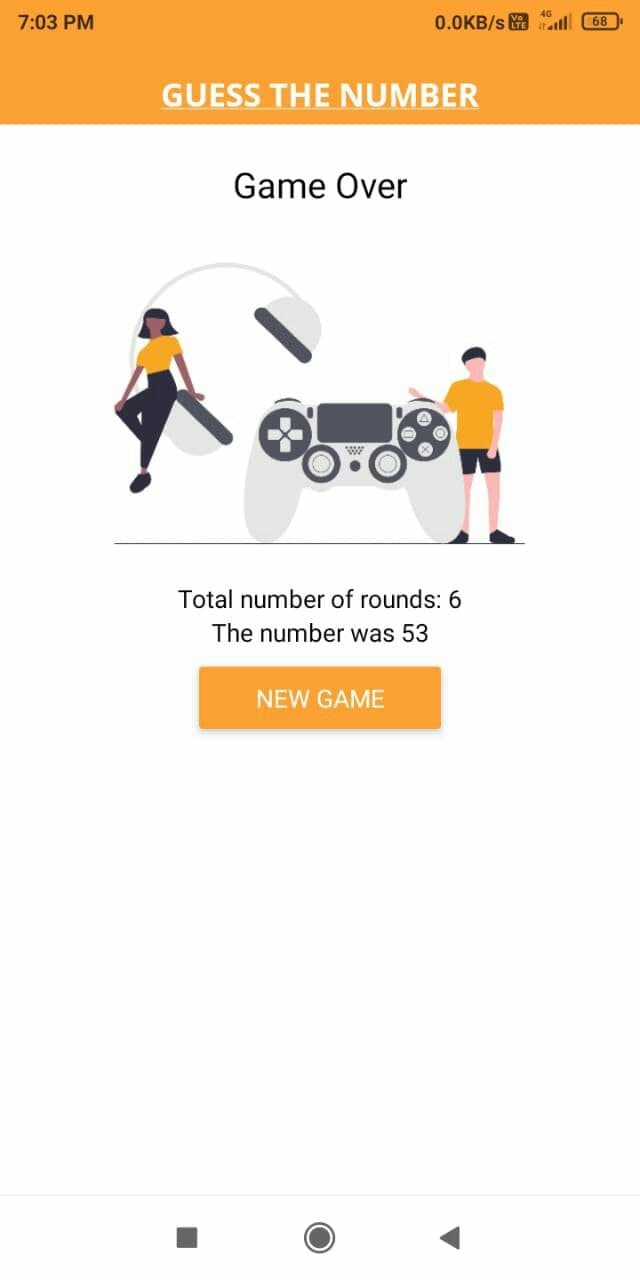 7:03 PM 0.0KB/s Vo LTE 4G 68
GUESS THE NUMBER
Game Over
Total number of rounds: 6
The number was 53
NEW GAME